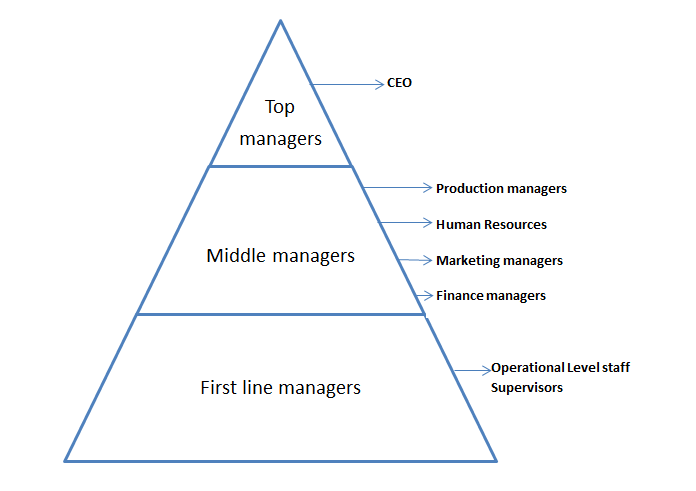 Top
managers
CEO
Middle managers
Production managers
Human Resources
Marketing managers
Finance managers
First line managers
Operational Level staff
Supervisors